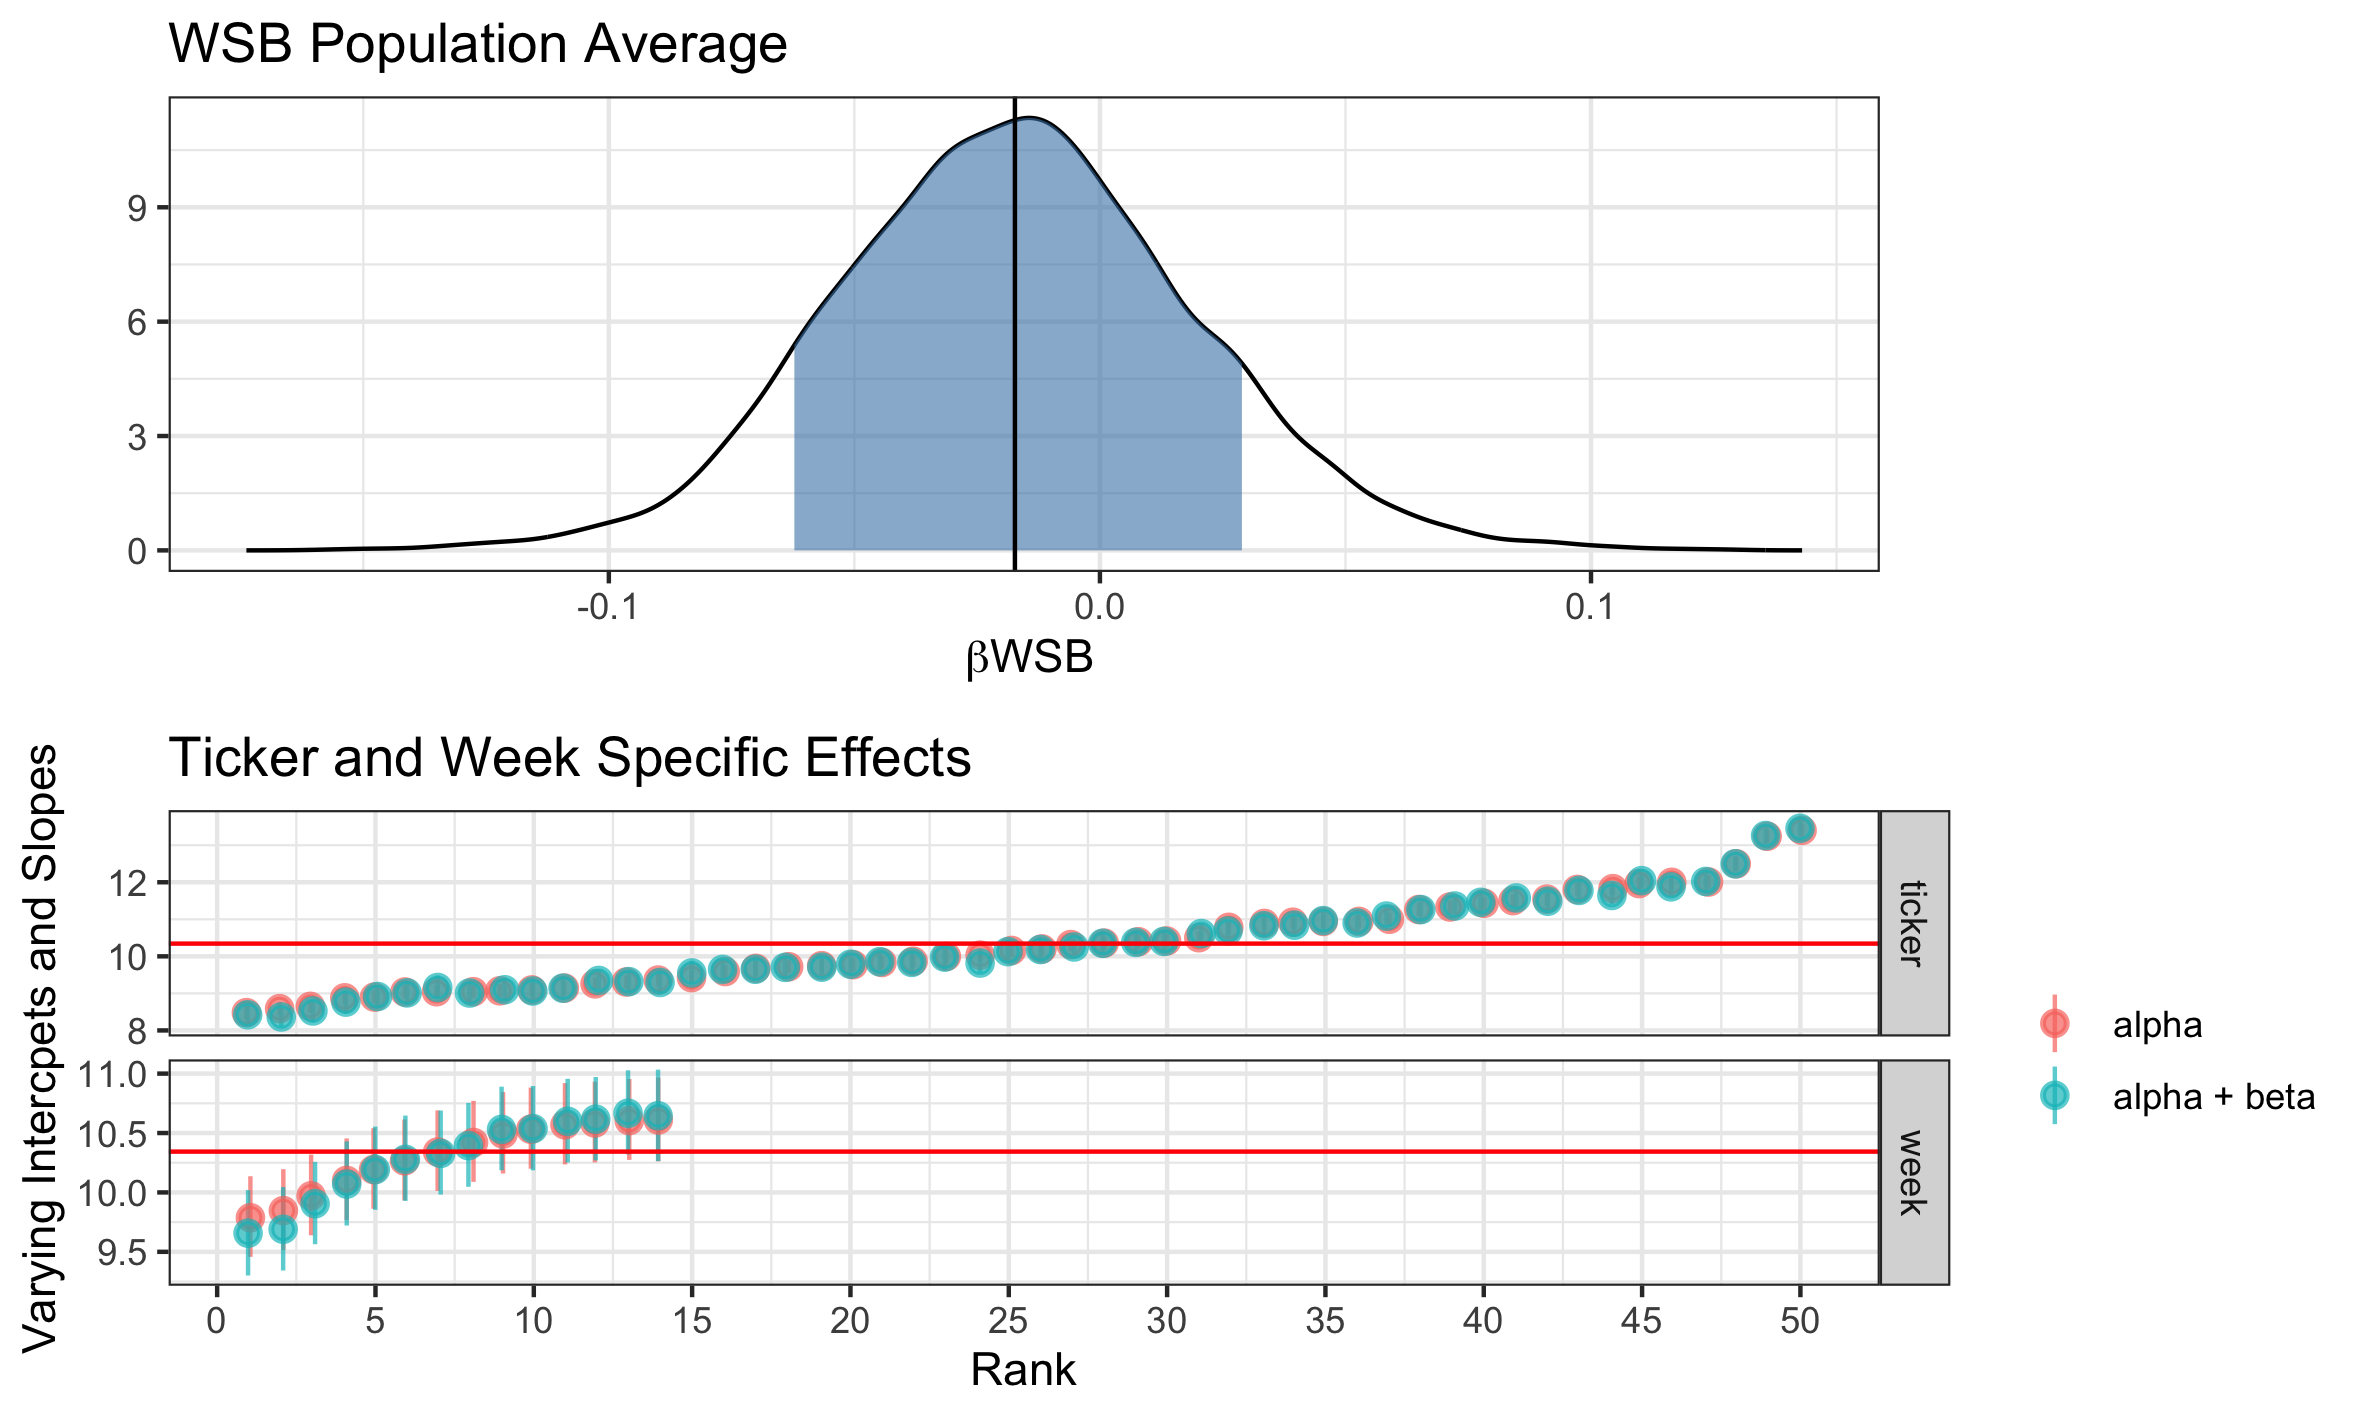 WSB Population Average
9
6
3
0
-0.1 0.0 0.1
βWSB
Ticker and Week Specific Effects
Varying Intercpets and Slopes
12
10
8
ticker
11.0
10.5
10.0
9.5
week
0 5 10 15 20 25 30 35 40 45 50
Rank
alpha
alpha + beta